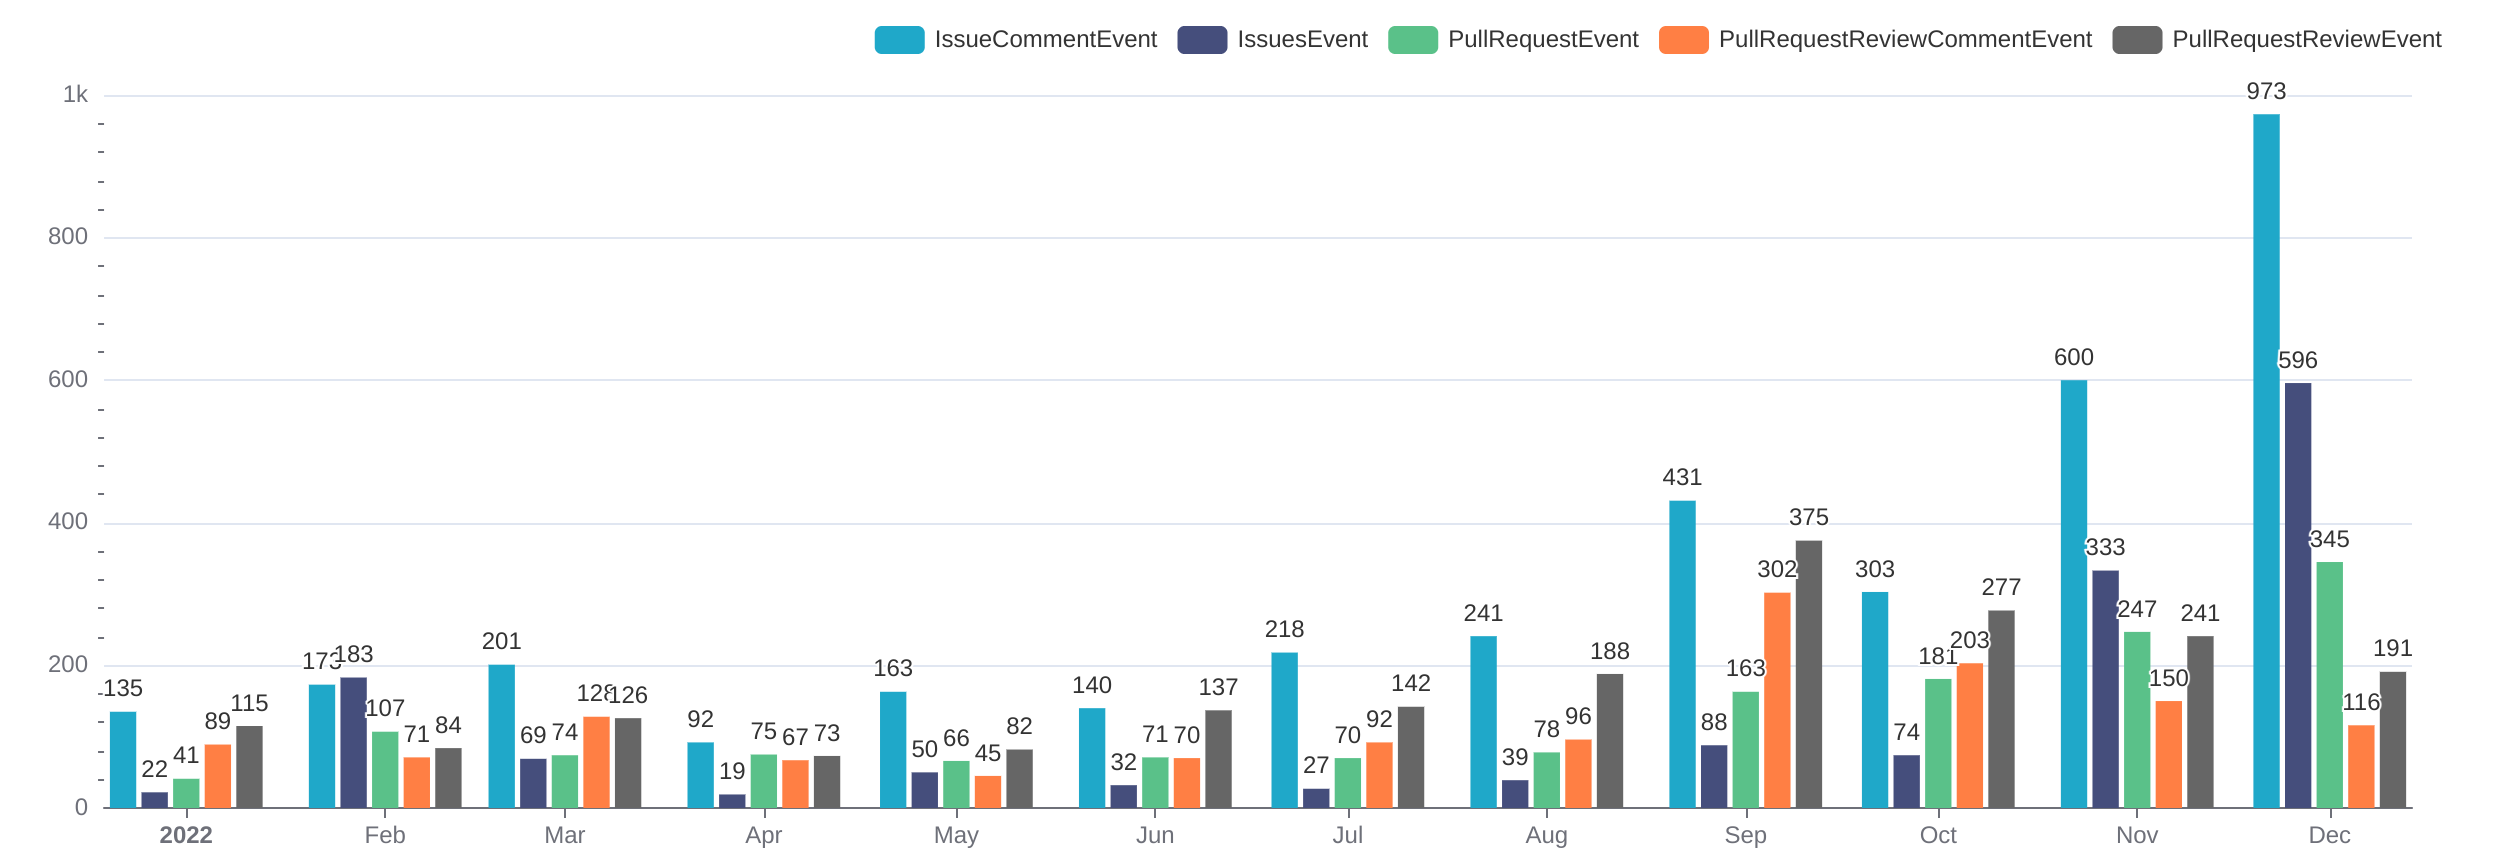 IssueCommentEvent IssuesEvent PullRequestEvent PullRequestReviewCommentEvent PullRequestReviewEvent
1k
800
600
400
200
0
135 22 41 89 115
173 183 107 71 84
201 69 74 128 126
92 19 75 67 73
163 50 66 45 82
140 32 71 70 137
218 27 70 92 142
241 39 78 96 188
431 88 163 302 375
303 74 181 203 277
600 333 247 150 241
973 596 345 116 191
2022 Feb Mar Apr May Jun Jul Aug Sep Oct Nov Dec